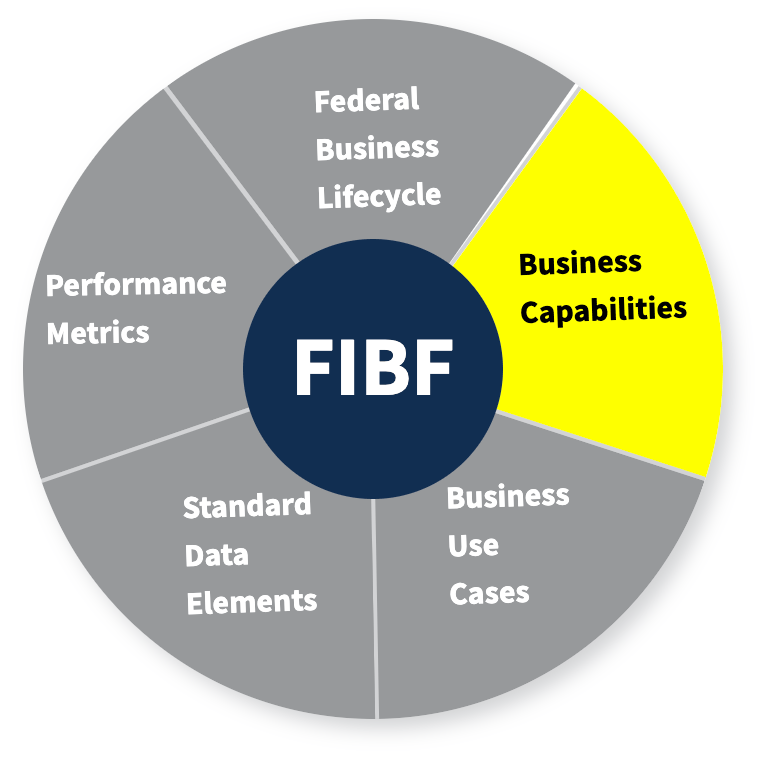 Federal
Business
Lifecycle
Business
Capabilities
Performance
Metrics
FIBF
Standard
Data
Elements
Business
Use
Cases